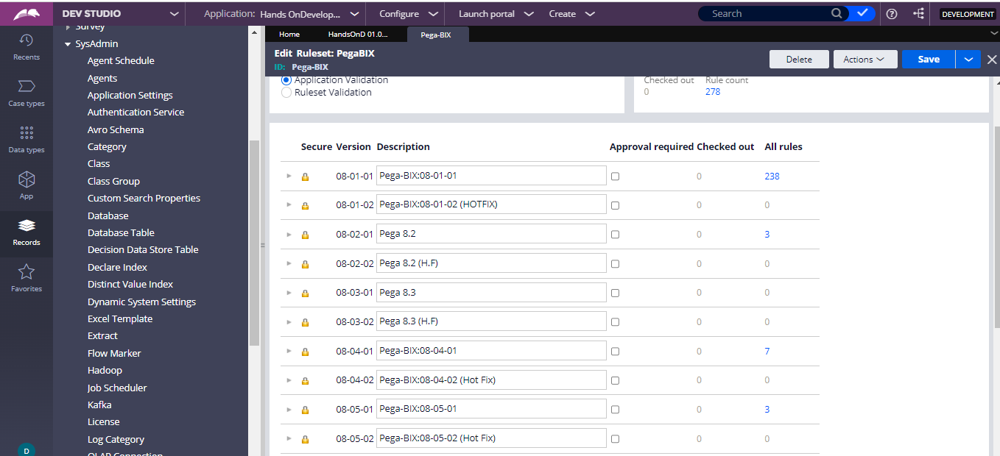 DEV STUDIO
Application: Hands OnDevelop...
Configure
Launch portal
Create
Search
DEVELOPMENT
Recents
Case types
Data types
App
Records
Favorites
D
Survey
SysAdmin
Agent Schedule
Agents
Application Settings
Authentication Service
Avro Schema
Category
Class
Class Group
Custom Search Properties
Database
Database Table
Decision Data Store Table
Declare Index
Distinct Value Index
Dynamic System Settings
Excel Template
Extract
Flow Marker
Hadoop
Job Scheduler
Kafka
License
Log Category
OLAP Connection
Home HandsOnD 01.0... Pega-BIX
Edit Ruleset: PegaBIX
ID: Pega-BIX
Delete Actions Save
Application Validation
Ruleset Validation
Checked out Rule count
0 278
Secure Version Description Approval required Checked out All rules
08-01-01 Pega-BIX:08-01-01 0 238
08-01-02 Pega-BIX:08-01-02 (HOTFIX) 0 0
08-02-01 Pega 8.2 0 3
08-02-02 Pega 8.2 (H.F) 0 0
08-03-01 Pega 8.3 0 0
08-03-02 Pega 8.3 (H.F) 0 0
08-04-01 Pega-BIX:08-04-01 0 7
08-04-02 Pega-BIX:08-04-02 (Hot Fix) 0 0
08-05-01 Pega-BIX:08-05-01 0 3
08-05-02 Pega-BIX:08-05-02 (Hot Fix) 0 0